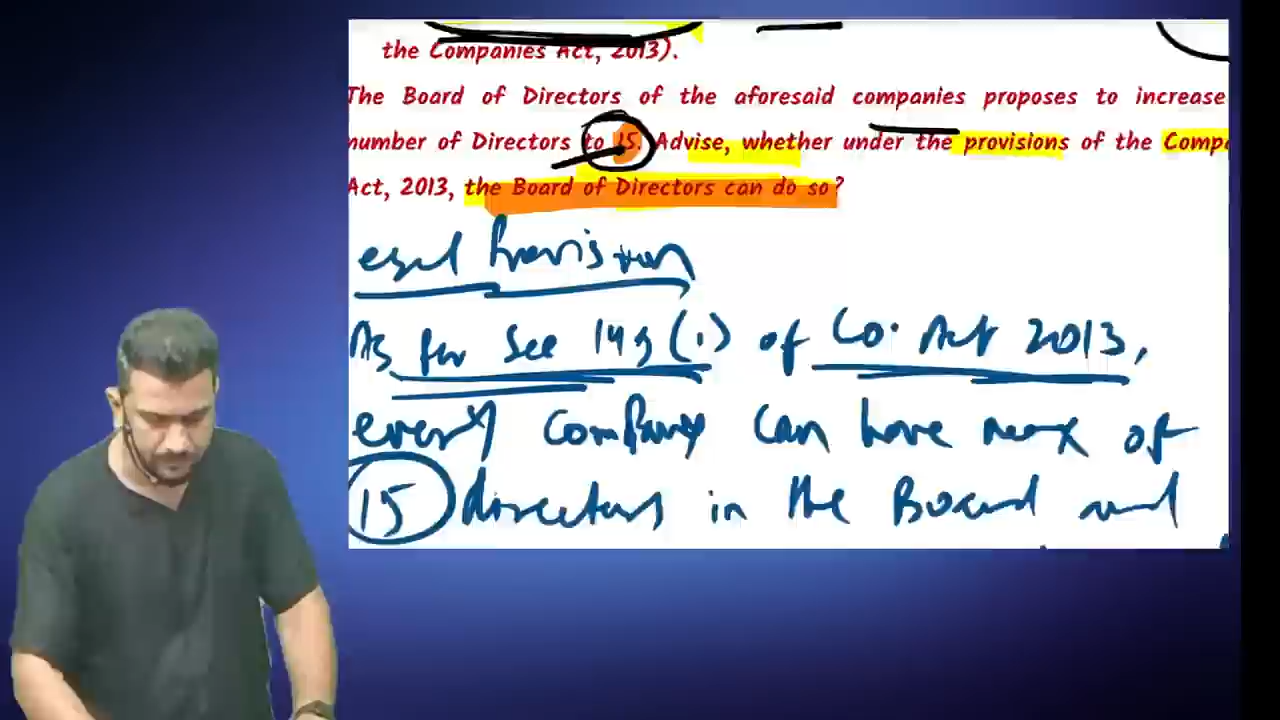 the Companies Act, 2013).
The Board of Directors of the aforesaid companies proposes to increase
number of Directors to 15. Advise, whether under the provisions of the Comp
Act, 2013, the Board of Directors can do so?
egal Provision
As per Sec 149(1) of Co. Act 2013,
every company can have max of
15 directors in the Board and